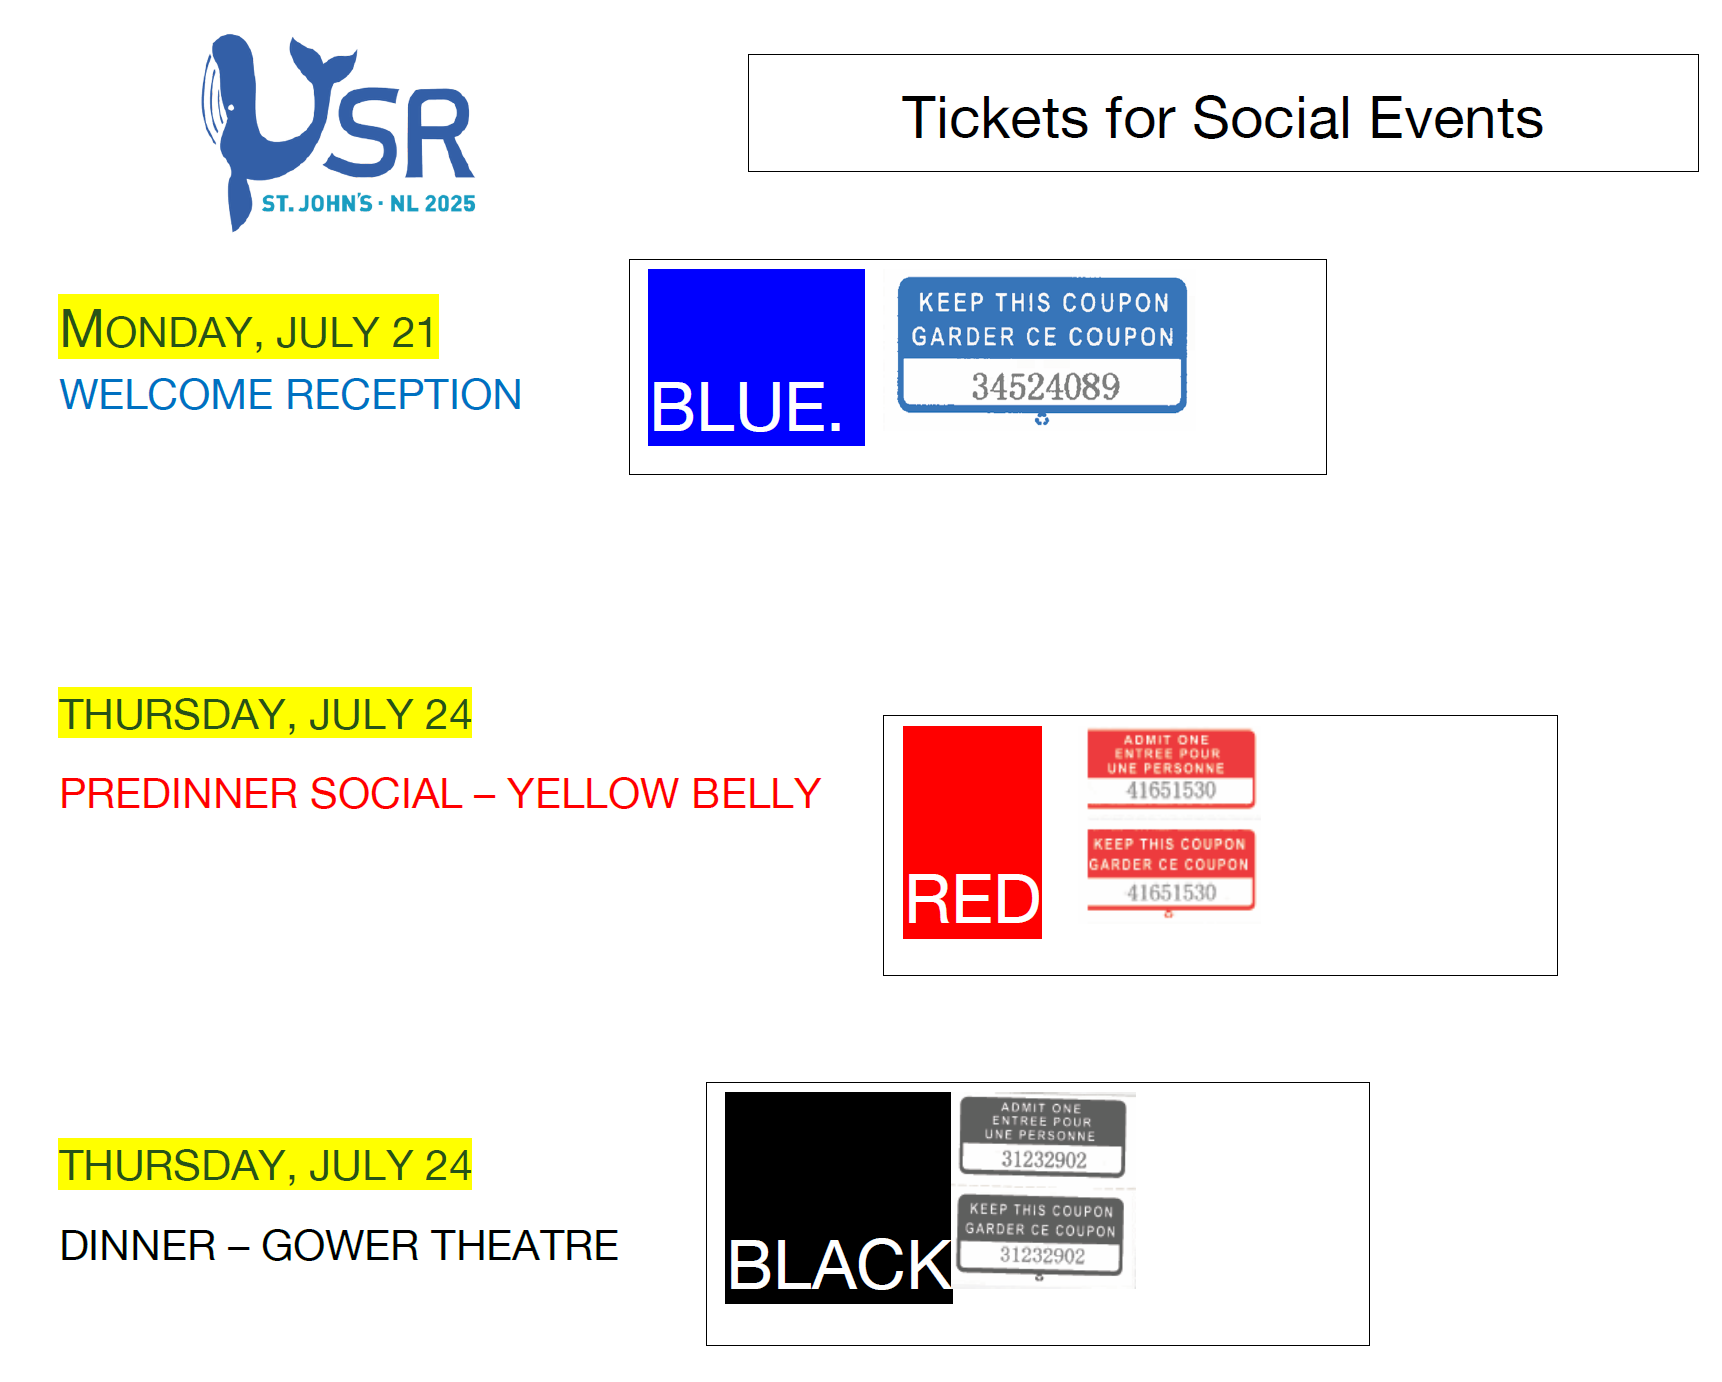 USR
ST. JOHN'S · NL 2025
Tickets for Social Events
MONDAY, JULY 21
WELCOME RECEPTION
BLUE.
KEEP THIS COUPON
GARDER CE COUPON
34524089
THURSDAY, JULY 24
PREDINNER SOCIAL – YELLOW BELLY
RED
ADMIT ONE
ENTREE POUR
UNE PERSONNE
41651530
KEEP THIS COUPON
GARDER CE COUPON
41651530
THURSDAY, JULY 24
DINNER – GOWER THEATRE
BLACK
ADMIT ONE
ENTREE POUR
UNE PERSONNE
31232902
KEEP THIS COUPON
GARDER CE COUPON
31232902